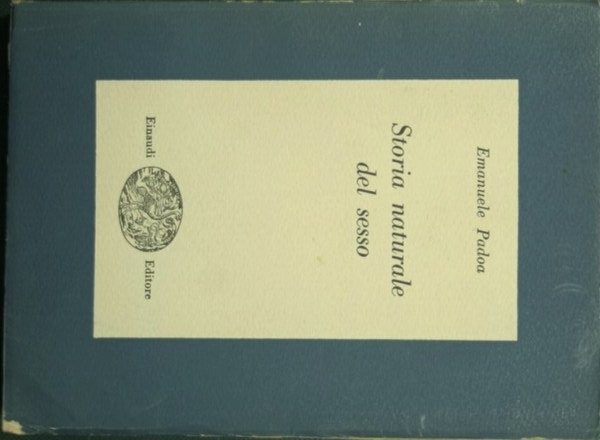 Emanuele Padoa
Storia naturale
del sesso
Einaudi Editore